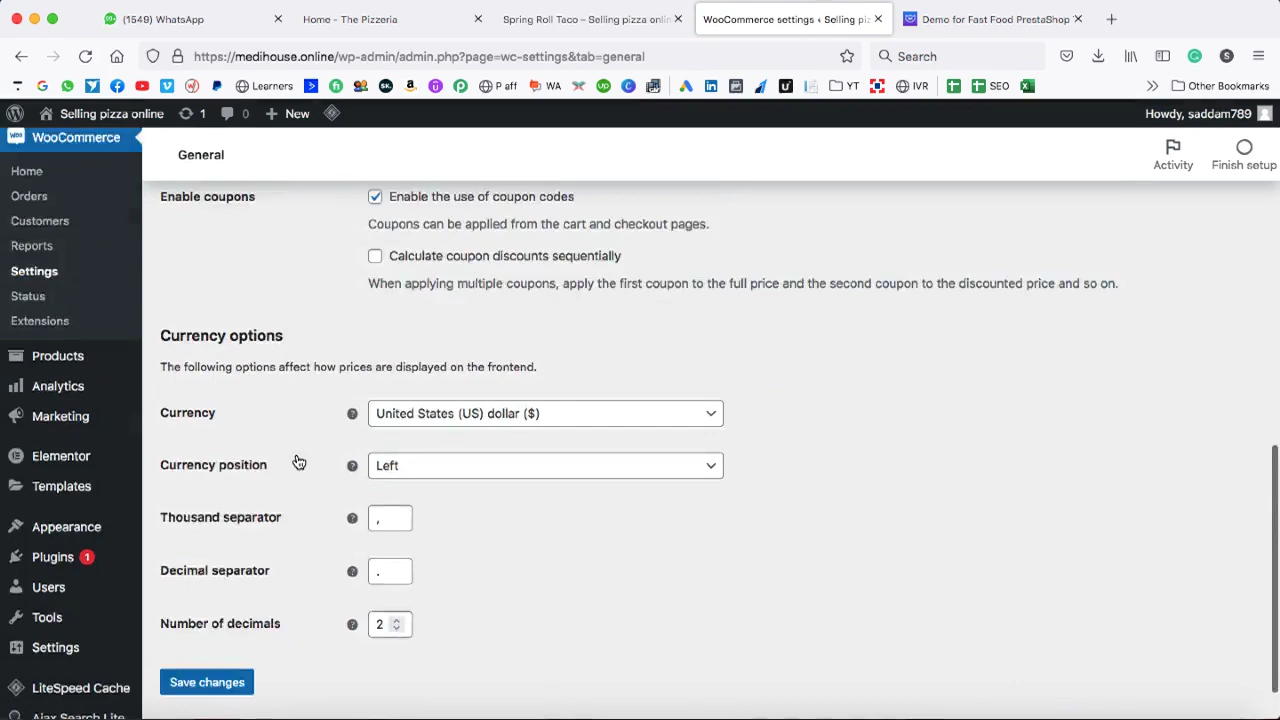 (1549) WhatsApp
Home - The Pizzeria
Spring Roll Taco – Selling pizza onlin
WooCommerce settings ‹ Selling piz
Demo for Fast Food PrestaShop
https://medihouse.online/wp-admin/admin.php?page=wc-settings&tab=general
Search
Learners
P aff
WA
YT
IVR
SEO
Other Bookmarks
Selling pizza online
1
0
New
Howdy, saddam789
WooCommerce
General
Activity
Finish setup
Home
Orders
Customers
Reports
Settings
Status
Extensions
Products
Analytics
Marketing
Elementor
Templates
Appearance
Plugins 1
Users
Tools
Settings
LiteSpeed Cache
Ajax Search Lite
Enable coupons
Enable the use of coupon codes
Coupons can be applied from the cart and checkout pages.
Calculate coupon discounts sequentially
When applying multiple coupons, apply the first coupon to the full price and the second coupon to the discounted price and so on.
Currency options
The following options affect how prices are displayed on the frontend.
Currency
United States (US) dollar ($)
Currency position
Left
Thousand separator
,
Decimal separator
.
Number of decimals
2
Save changes